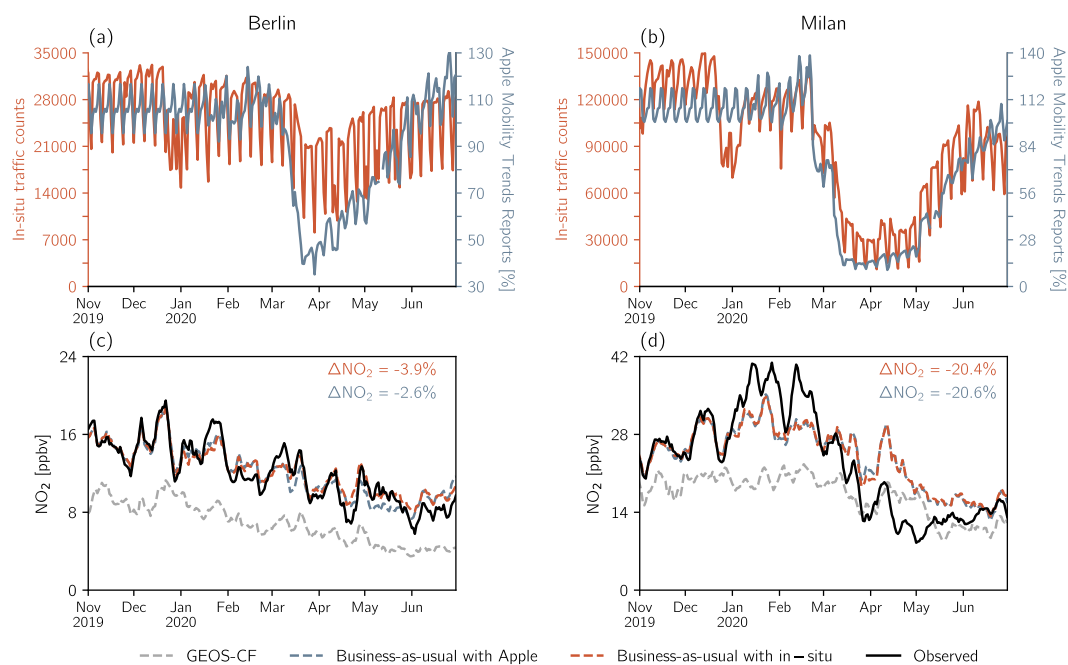 Berlin
Milan
(a)
(b)
35000
28000
21000
14000
7000
0
In-situ traffic counts
130
110
90
70
50
30
Apple Mobility Trends Reports [%]
Nov
2019
Dec
Jan
2020
Feb
Mar
Apr
May
Jun
150000
120000
90000
60000
30000
0
In-situ traffic counts
140
112
84
56
28
0
Apple Mobility Trends Reports [%]
Nov
2019
Dec
Jan
2020
Feb
Mar
Apr
May
Jun
(c)
(d)
24
16
8
0
NO₂ [ppbv]
ΔNO₂ = -3.9%
ΔNO₂ = -2.6%
Nov
2019
Dec
Jan
2020
Feb
Mar
Apr
May
Jun
42
28
14
0
NO₂ [ppbv]
ΔNO₂ = -20.4%
ΔNO₂ = -20.6%
Nov
2019
Dec
Jan
2020
Feb
Mar
Apr
May
Jun
GEOS-CF
Business-as-usual with Apple
Business-as-usual with in−situ
Observed